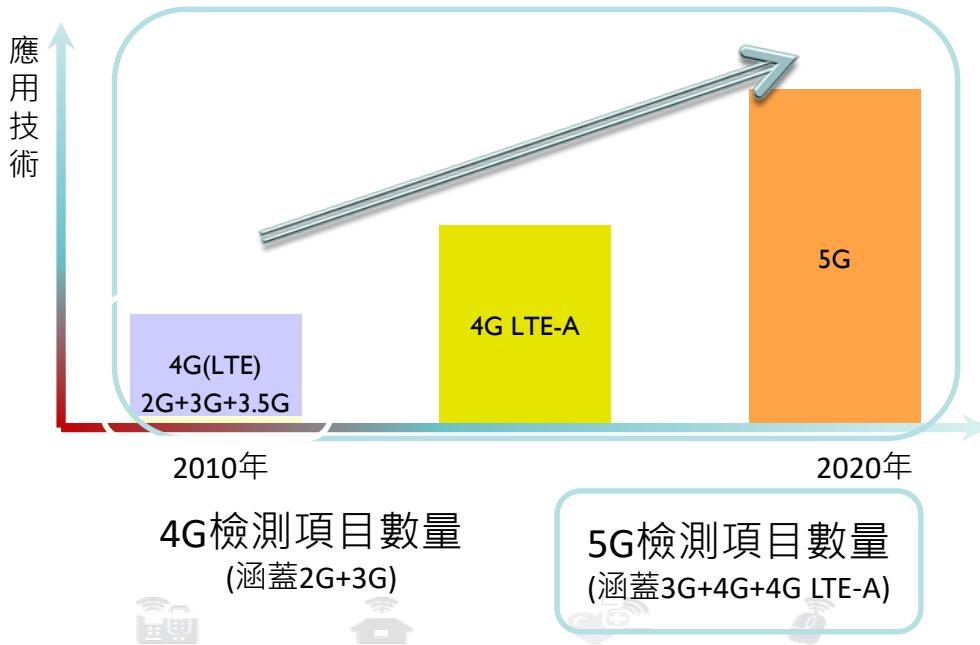 應用技術
5G
4G LTE-A
4G(LTE)
2G+3G+3.5G
2010年
2020年
4G檢測項目數量
(涵蓋2G+3G)
5G檢測項目數量
(涵蓋3G+4G+4G LTE-A)